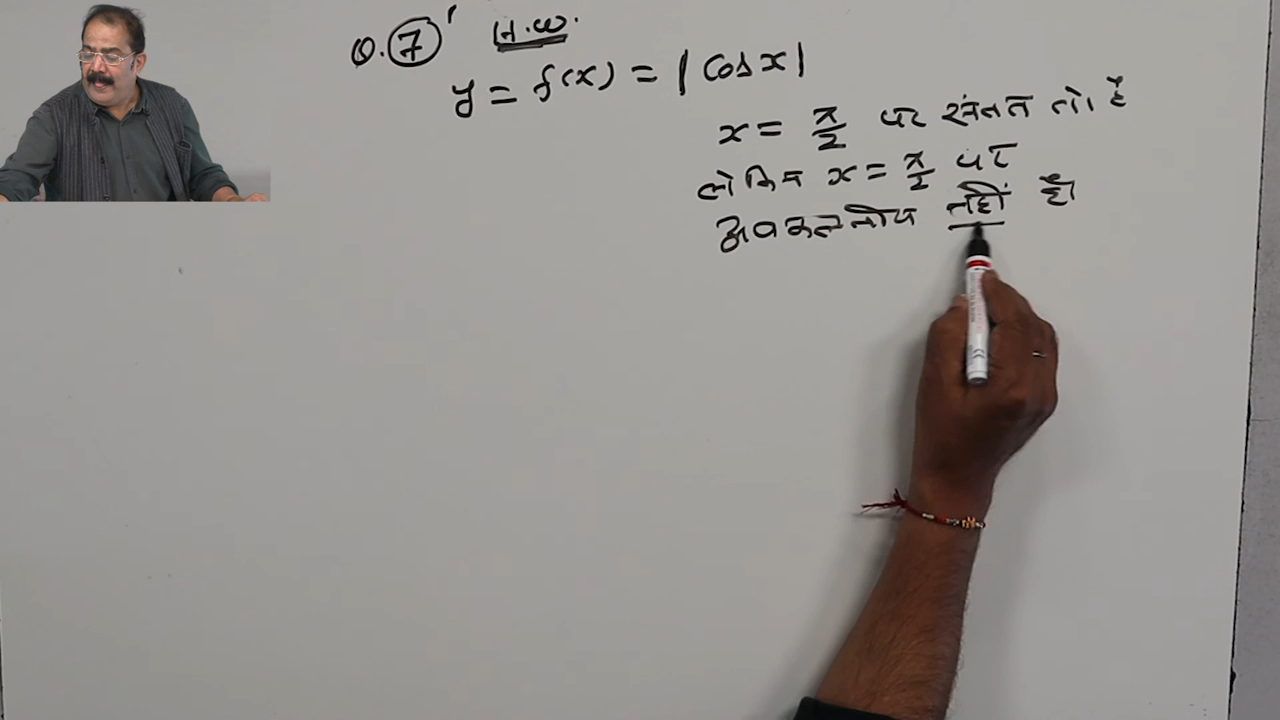 Q. 7 H.W.
y = f(x) = |cos x|
x = π/2 पर संतत तो है
लेकिन x = π/2 पर
अवकलनीय नहीं है।